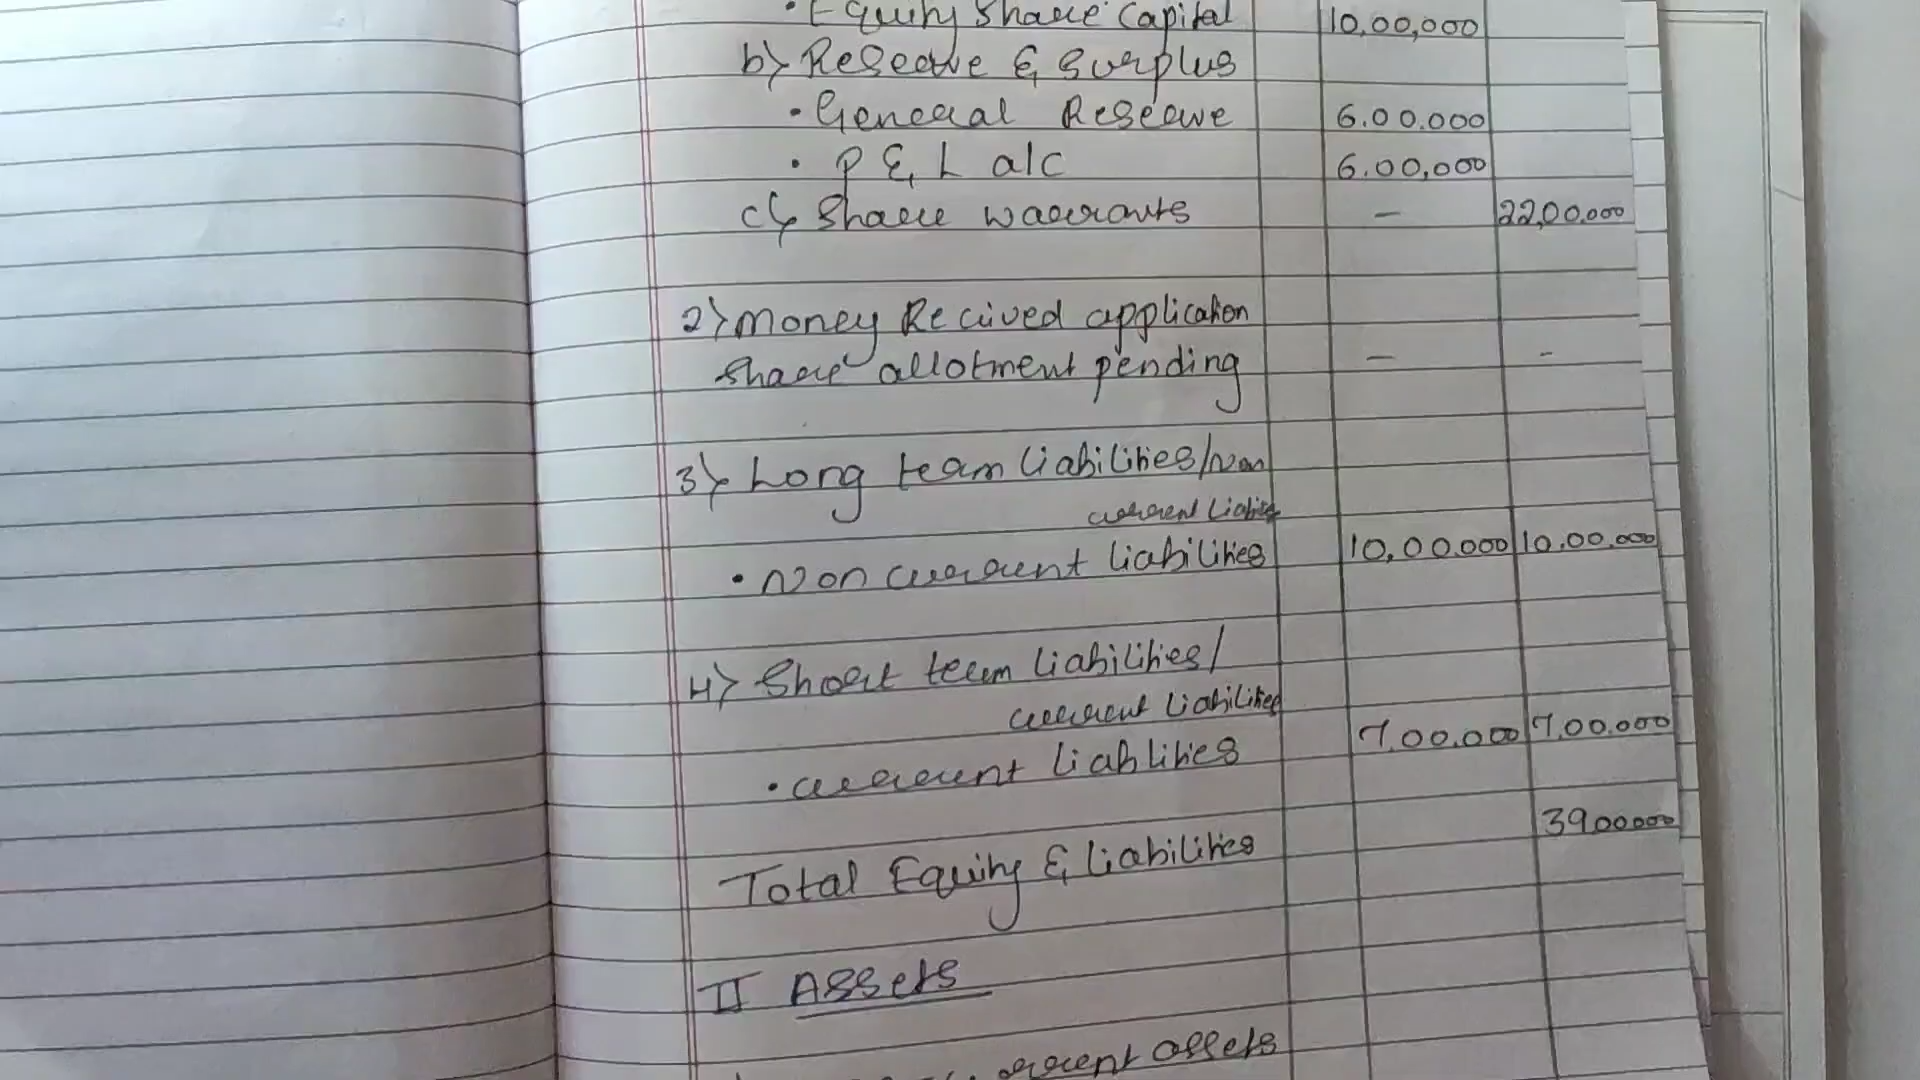 • Equity Share Capital 10,00,000
b) Reserve & Surplus
• General Reserve 6.00.000
• P & L a/c 6.00,000
c) Share warrants - 22,00,000
2) Money Recived application
Share allotment pending - -
3) Long team liabilities/Non
current Liabili
• Non current liabilities 10,00.000 10.00.000
4) Short term liabilities/
current Liabilities
• current liablities 7.00.000 7,00.000
Total Equity & Liabilities 3900000
II Assets
current assets